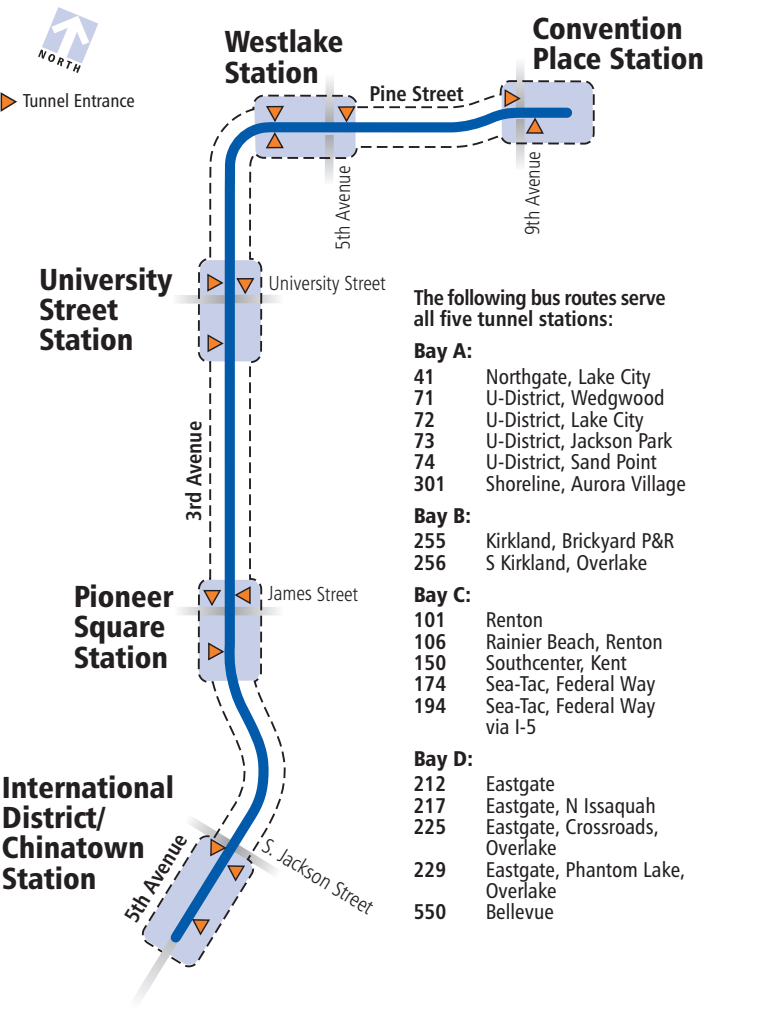 NORTH
Tunnel Entrance
Westlake
Station
Convention
Place Station
Pine Street
5th Avenue
9th Avenue
University
Street
Station
University Street
3rd Avenue
Pioneer
Square
Station
James Street
International
District/
Chinatown
Station
5th Avenue
S. Jackson Street
The following bus routes serve
all five tunnel stations:
Bay A:
41 Northgate, Lake City
71 U-District, Wedgwood
72 U-District, Lake City
73 U-District, Jackson Park
74 U-District, Sand Point
301 Shoreline, Aurora Village
Bay B:
255 Kirkland, Brickyard P&R
256 S Kirkland, Overlake
Bay C:
101 Renton
106 Rainier Beach, Renton
150 Southcenter, Kent
174 Sea-Tac, Federal Way
194 Sea-Tac, Federal Way
via I-5
Bay D:
212 Eastgate
217 Eastgate, N Issaquah
225 Eastgate, Crossroads,
Overlake
229 Eastgate, Phantom Lake,
Overlake
550 Bellevue